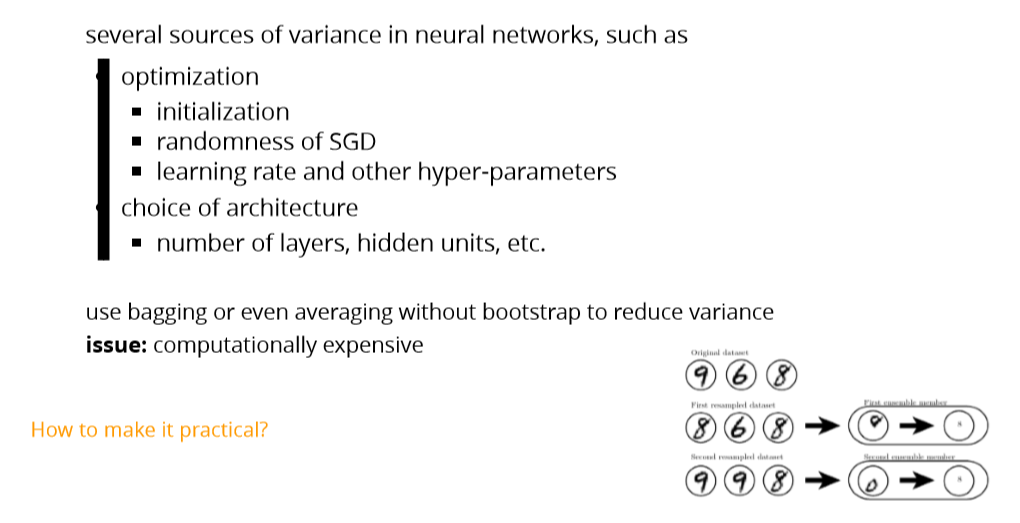 several sources of variance in neural networks, such as
optimization
▪ initialization
▪ randomness of SGD
▪ learning rate and other hyper-parameters
choice of architecture
▪ number of layers, hidden units, etc.
use bagging or even averaging without bootstrap to reduce variance
issue: computationally expensive
How to make it practical?
Original dataset
9 6 8
First resampled dataset
First ensemble member
8 6 8
8
Second resampled dataset
Second ensemble member
9 9 8